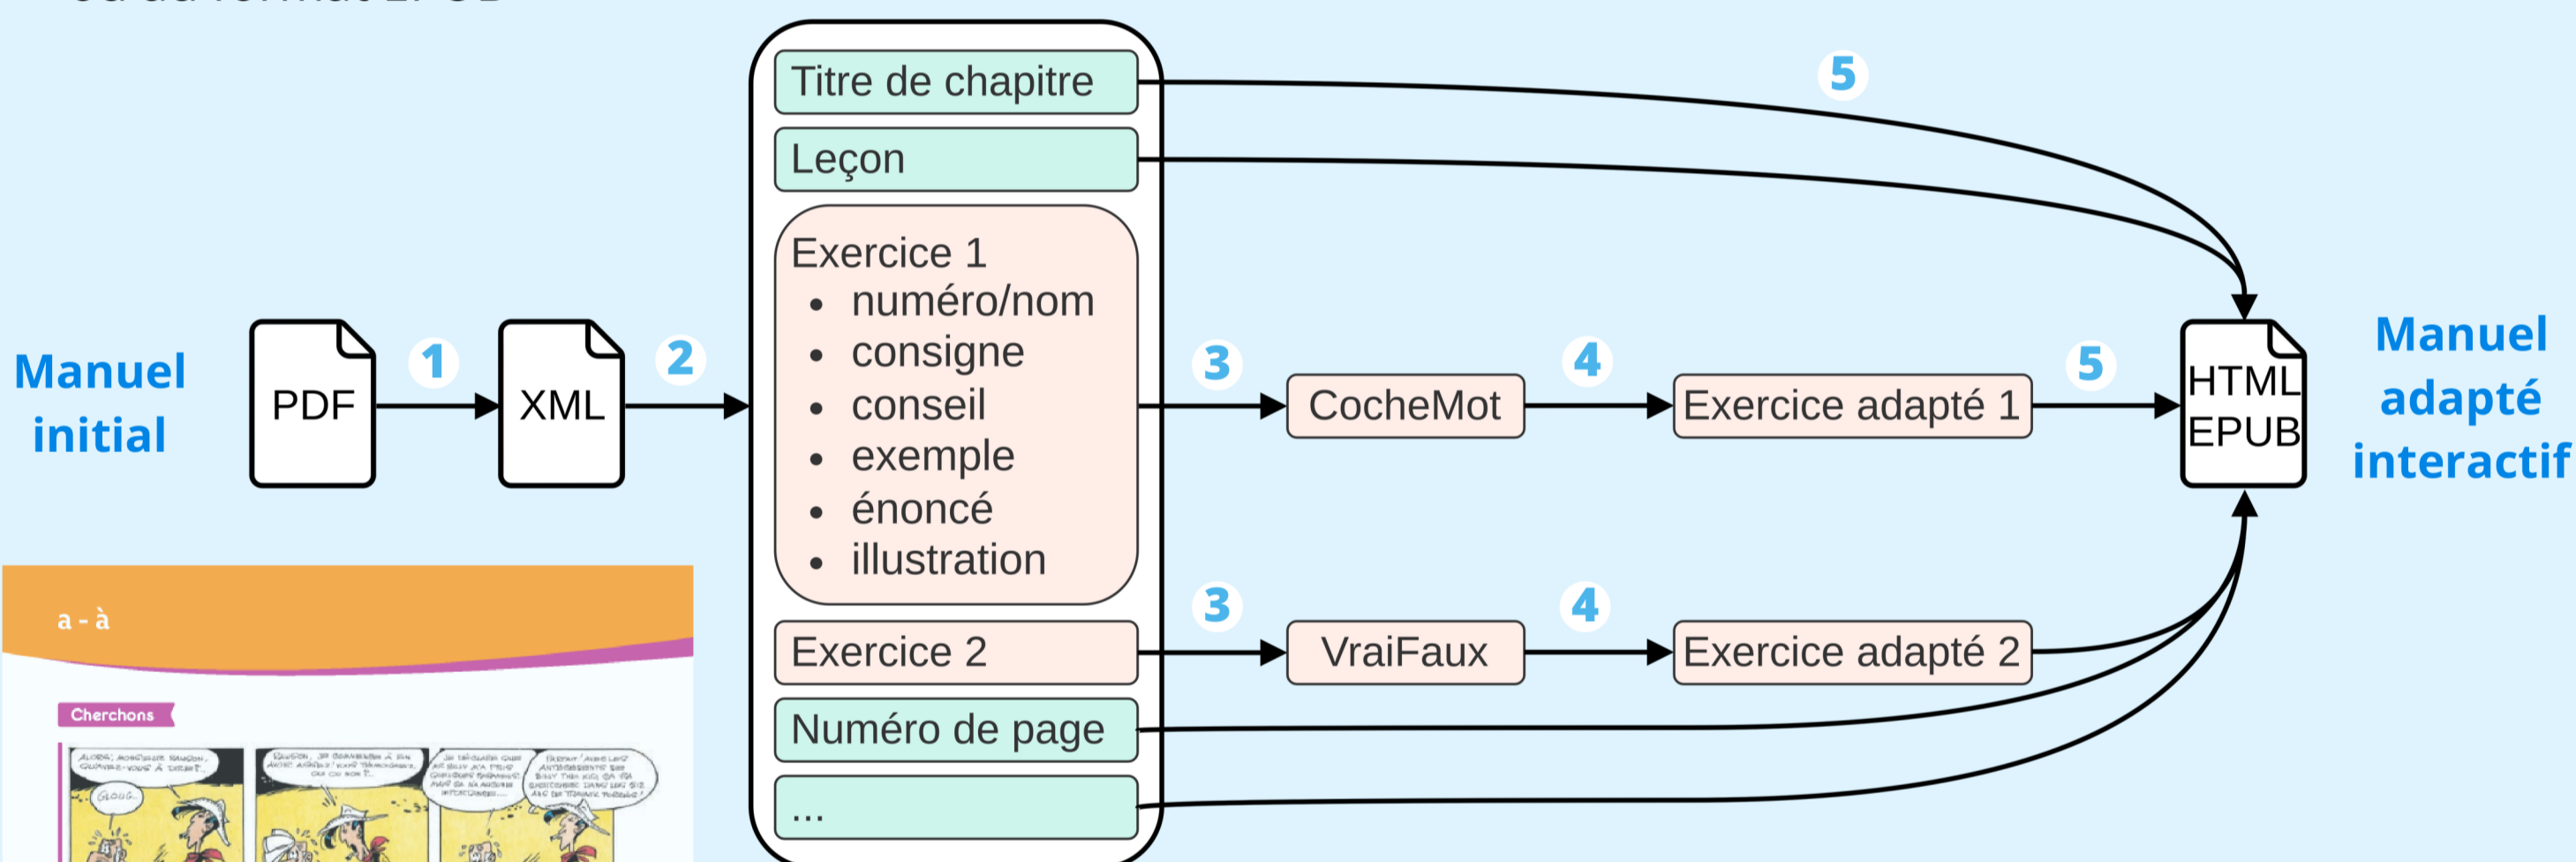 Titre de chapitre
Leçon
Exercice 1
• numéro/nom
• consigne
• conseil
• exemple
• énoncé
• illustration
Exercice 2
Numéro de page
...
Manuel
initial
PDF
1
XML
2
3
CocheMot
4
Exercice adapté 1
5
5
HTML
EPUB
Manuel
adapté
interactif
3
VraiFaux
4
Exercice adapté 2
a - à
Cherchons
GLOUG...